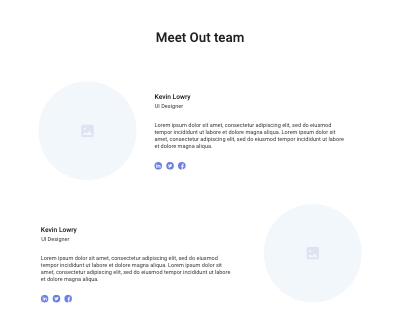 Meet Out team
Kevin Lowry
UI Designer
Lorem ipsum dolor sit amet, consectetur adipiscing elit, sed do eiusmod
tempor incididunt ut labore et dolore magna aliqua. Lorem ipsum dolor sit
amet, consectetur adipiscing elit, sed do eiusmod tempor incididunt ut labore
et dolore magna aliqua.
Kevin Lowry
UI Designer
Lorem ipsum dolor sit amet, consectetur adipiscing elit, sed do eiusmod
tempor incididunt ut labore et dolore magna aliqua. Lorem ipsum dolor sit
amet, consectetur adipiscing elit, sed do eiusmod tempor incididunt ut labore
et dolore magna aliqua.